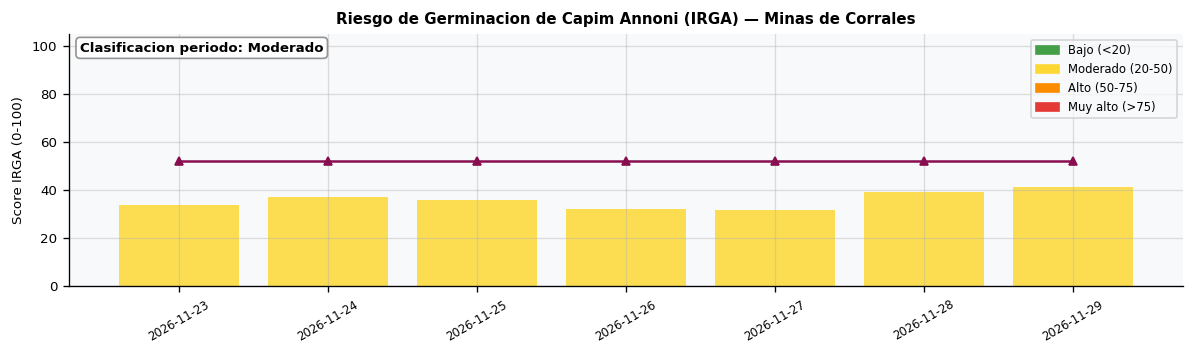 Riesgo de Germinacion de Capim Annoni (IRGA) — Minas de Corrales
Clasificacion periodo: Moderado
Bajo (<20)
Moderado (20-50)
Alto (50-75)
Muy alto (>75)
Score IRGA (0-100)
100
80
60
40
20
0
2026-11-23
2026-11-24
2026-11-25
2026-11-26
2026-11-27
2026-11-28
2026-11-29